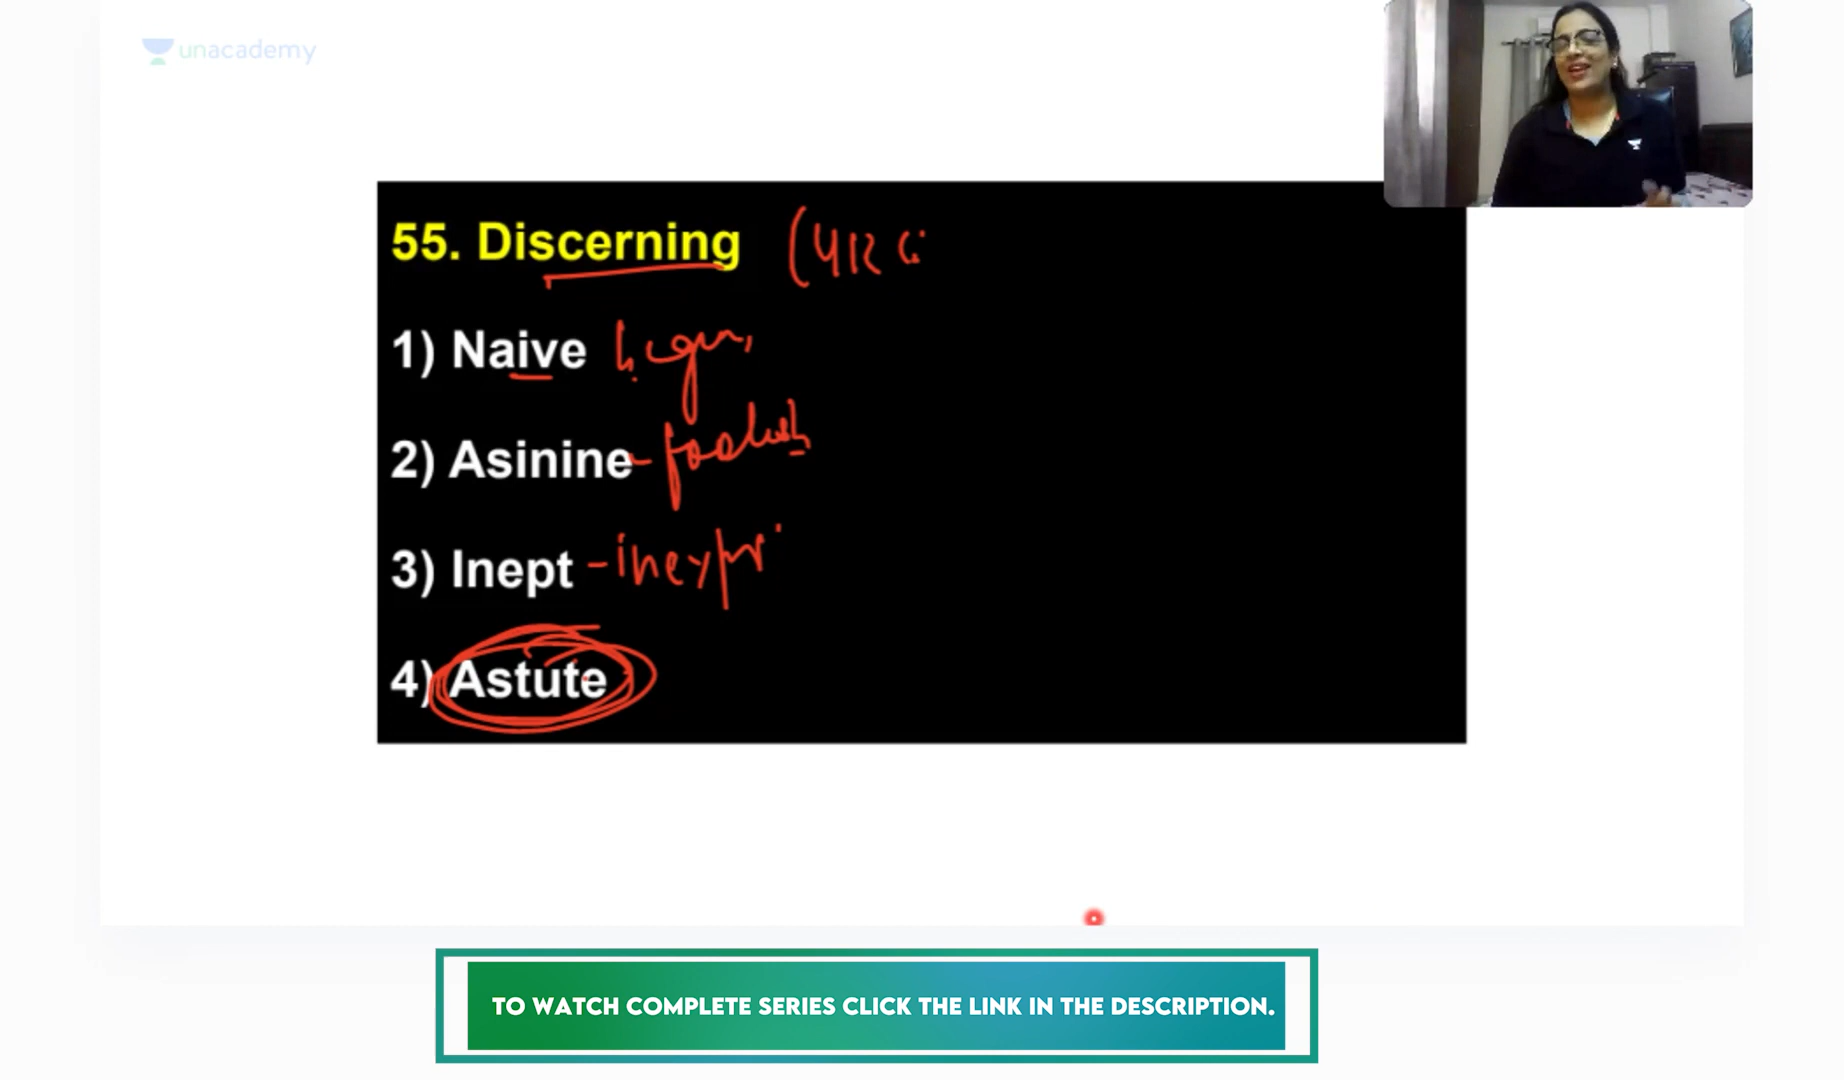 unacademy
55. Discerning
1) Naive
2) Asinine - foolish
3) Inept -
4) Astute
TO WATCH COMPLETE SERIES CLICK THE LINK IN THE DESCRIPTION.